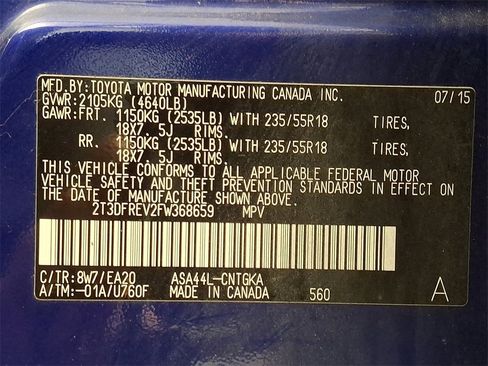 MFD.BY:TOYOTA MOTOR MANUFACTURING CANADA INC. 07/15
GVWR:2105KG (4640LB)
GAWR:FRT. 1150KG (2535LB) WITH 235/55R18 TIRES,
18X7. 5J RIMS.
RR. 1150KG (2535LB) WITH 235/55R18 TIRES,
18X7. 5J RIMS.
THIS VEHICLE CONFORMS TO ALL APPLICABLE FEDERAL MOTOR
VEHICLE SAFETY AND THEFT PREVENTION STANDARDS IN EFFECT ON
THE DATE OF MANUFACTURE SHOWN ABOVE.
2T3DFREV2FW368659 MPV
C/TR:8W7/EA20 ASA44L-CNTGKA
A/TM:-01A/U760F MADE IN CANADA 560 A